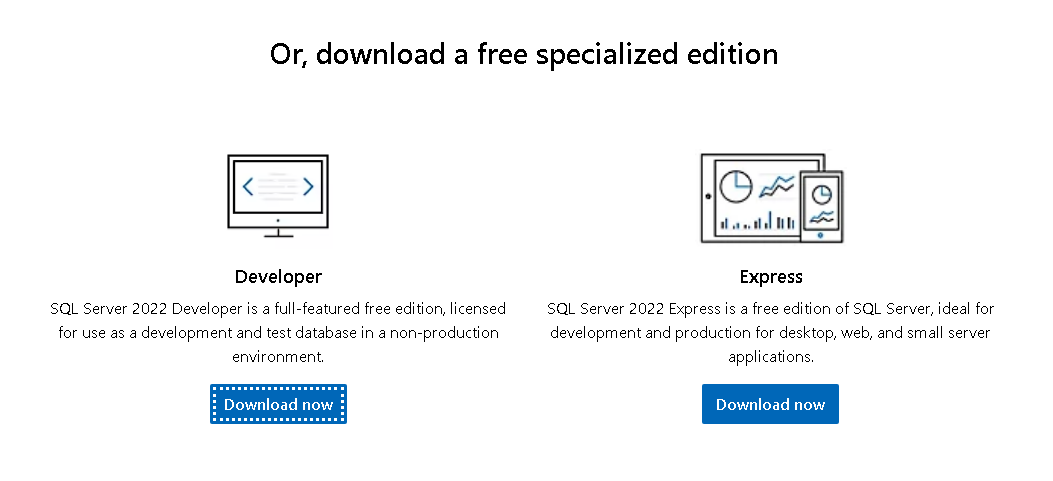 Or, download a free specialized edition
Developer
SQL Server 2022 Developer is a full-featured free edition, licensed
for use as a development and test database in a non-production
environment.
Download now
Express
SQL Server 2022 Express is a free edition of SQL Server, ideal for
development and production for desktop, web, and small server
applications.
Download now